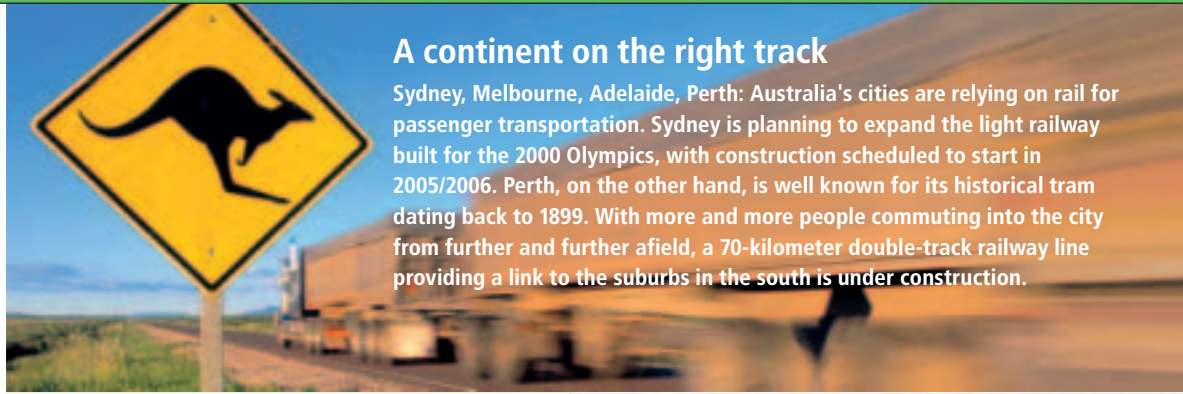 A continent on the right track
Sydney, Melbourne, Adelaide, Perth: Australia's cities are relying on rail for
passenger transportation. Sydney is planning to expand the light railway
built for the 2000 Olympics, with construction scheduled to start in
2005/2006. Perth, on the other hand, is well known for its historical tram
dating back to 1899. With more and more people commuting into the city
from further and further afield, a 70-kilometer double-track railway line
providing a link to the suburbs in the south is under construction.